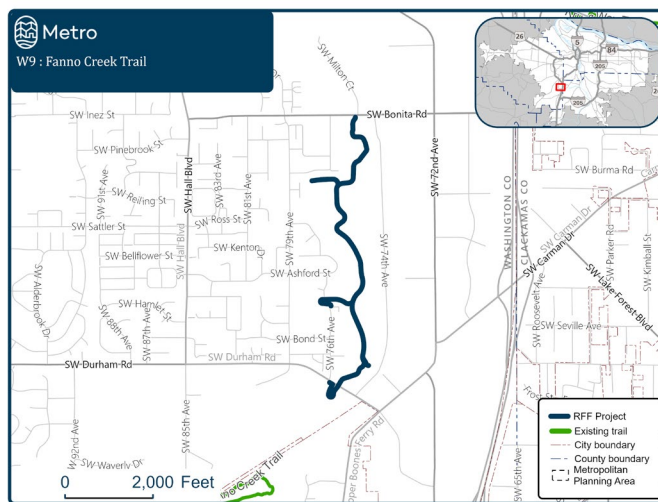 Metro
W9 : Fanno Creek Trail
26
5
84
205
205
SW Milton Ct
SW Inez St
SW Bonita Rd
SW Pinebrook St
SW 91st Ave
SW Hall Blvd
SW 83rd Ave
SW 81st Ave
SW 72nd Ave
SW Burma Rd
SW Reiling St
SW Ross St
SW 79th Ave
SW Sattler St
SW Hall Blvd
SW Kenton
Dr
SW 74th Ave
WASHINGTON CO
CLACKAMAS CO
SW Carman Dr
SW Carman Dr
SW Parker Rd
SW Kimball St
SW Bellflower St
SW Ashford St
SW Alderbrook Dr
SW Lake Forest Blvd
SW Hamlet St
SW 88th Ave
SW 87th Ave
SW Roosevelt Ave
SW Seville Ave
SW Bond St
SW 76th Ave
SW Durham Rd
SW Durham Rd
SW 92nd Ave
SW 85th Ave
per Boones Ferry Rd
SW 65th Ave
SW Waverly Dr
o Creek Trail
0 2,000 Feet
RFF Project
Existing trail
City boundary
County boundary
Metropolitan
Planning Area